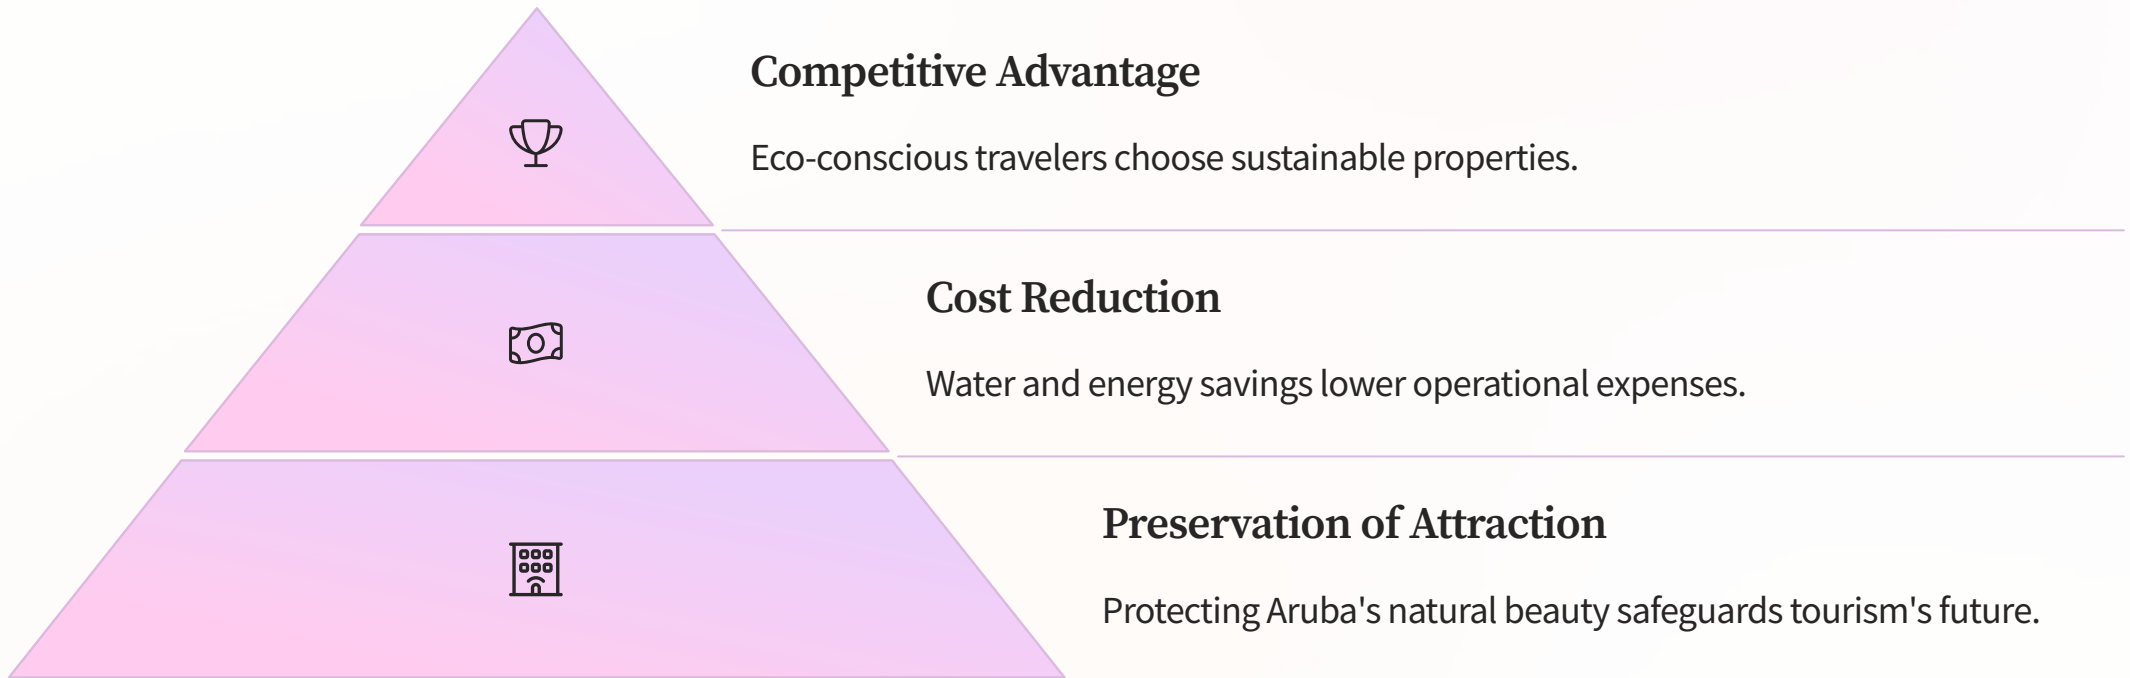 Competitive Advantage
Eco-conscious travelers choose sustainable properties.
Cost Reduction
Water and energy savings lower operational expenses.
Preservation of Attraction
Protecting Aruba's natural beauty safeguards tourism's future.